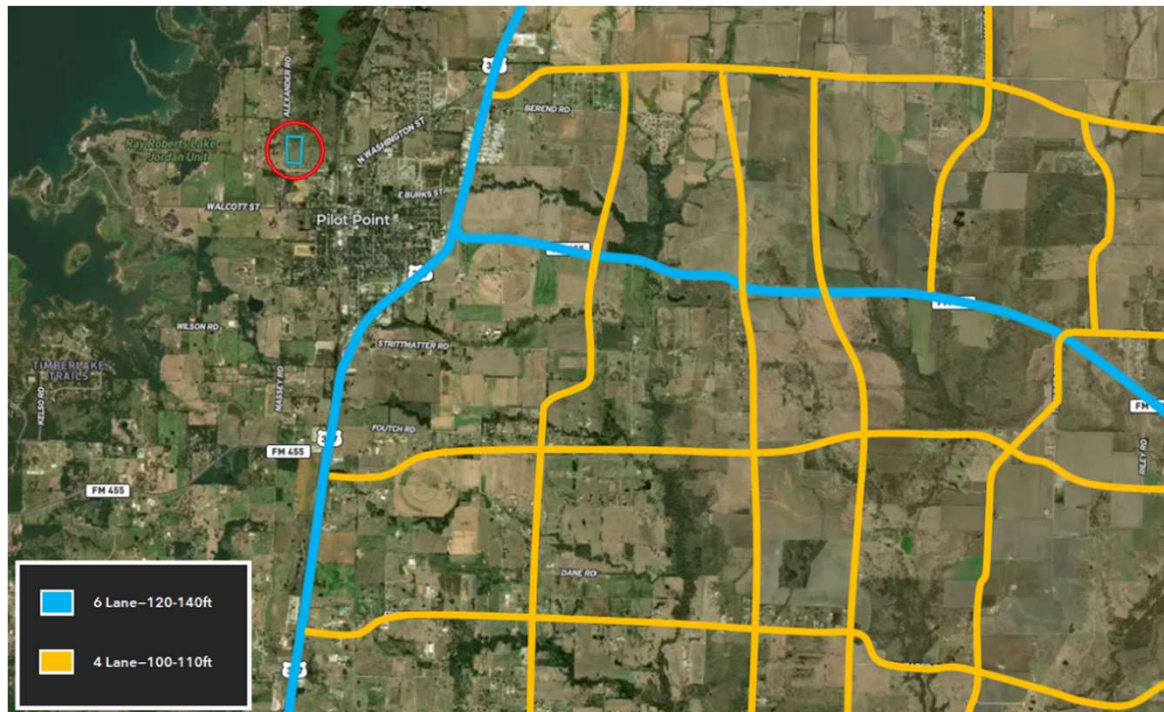 ALEXANDER RD
BEREND RD
N WASHINGTON ST
Ray Roberts Lake
Jordan Unit
E BURKS ST
WALCOTT ST
Pilot Point
WILSON RD
STRITTMATTER RD
TIMBERLAKE
TRAILS
KELSO RD
MASSEY RD
FOUTCH RD
FM 455
FM 455
RILEY RD
DANE RD
6 Lane–120-140ft
4 Lane–100-110ft